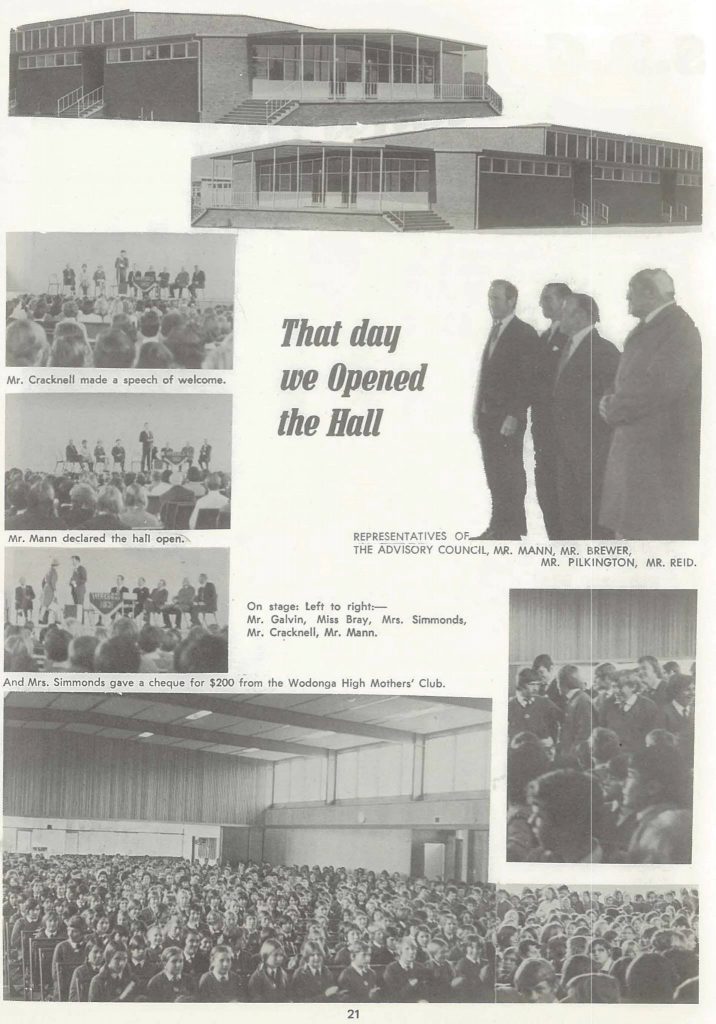 Mr. Cracknell made a speech of welcome.
That day
we Opened
the Hall
Mr. Mann declared the hall open.
REPRESENTATIVES OF
THE ADVISORY COUNCIL, MR. MANN, MR. BREWER,
MR. PILKINGTON, MR. REID.
On stage: Left to right:—
Mr. Galvin, Miss Bray, Mrs. Simmonds,
Mr. Cracknell, Mr. Mann.
And Mrs. Simmonds gave a cheque for $200 from the Wodonga High Mothers' Club.
21